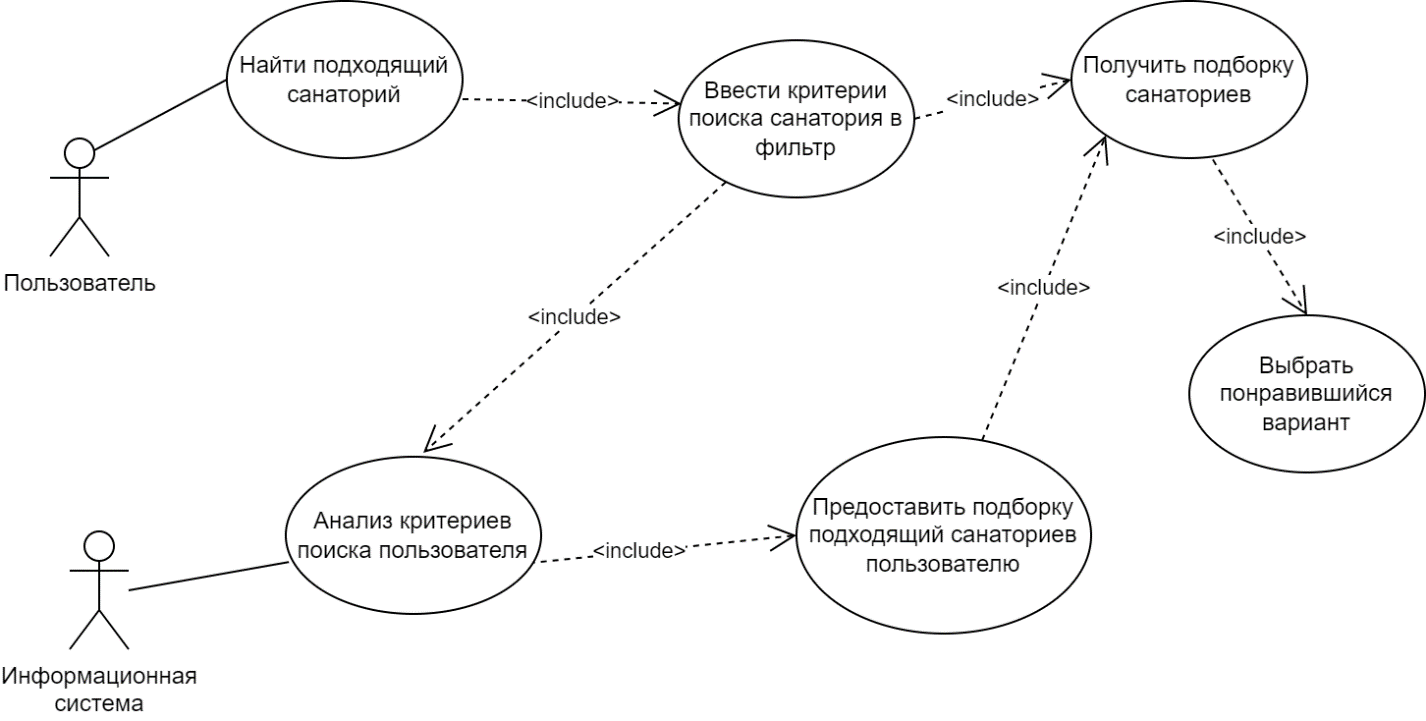 Найти подходящий
санаторий
<include>
Ввести критерии
поиска санатория в
фильтр
<include>
Получить подборку
санаториев
Пользователь
<include>
<include>
<include>
Выбрать
понравившийся
вариант
Анализ критериев
поиска пользователя
<include>
Предоставить подборку
подходящий санаториев
пользователю
Информационная
система